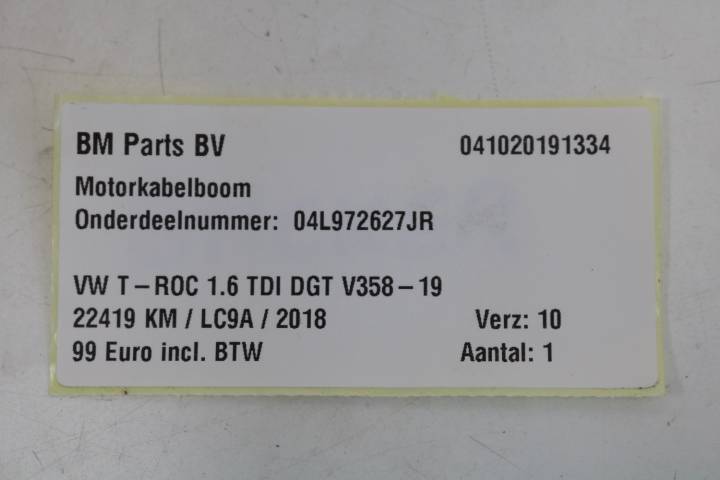 BM Parts BV 041020191334
Motorkabelboom
Onderdeelnummer: 04L972627JR
VW T-ROC 1.6 TDI DGT V358-19
22419 KM / LC9A / 2018 Verz: 10
99 Euro incl. BTW Aantal: 1